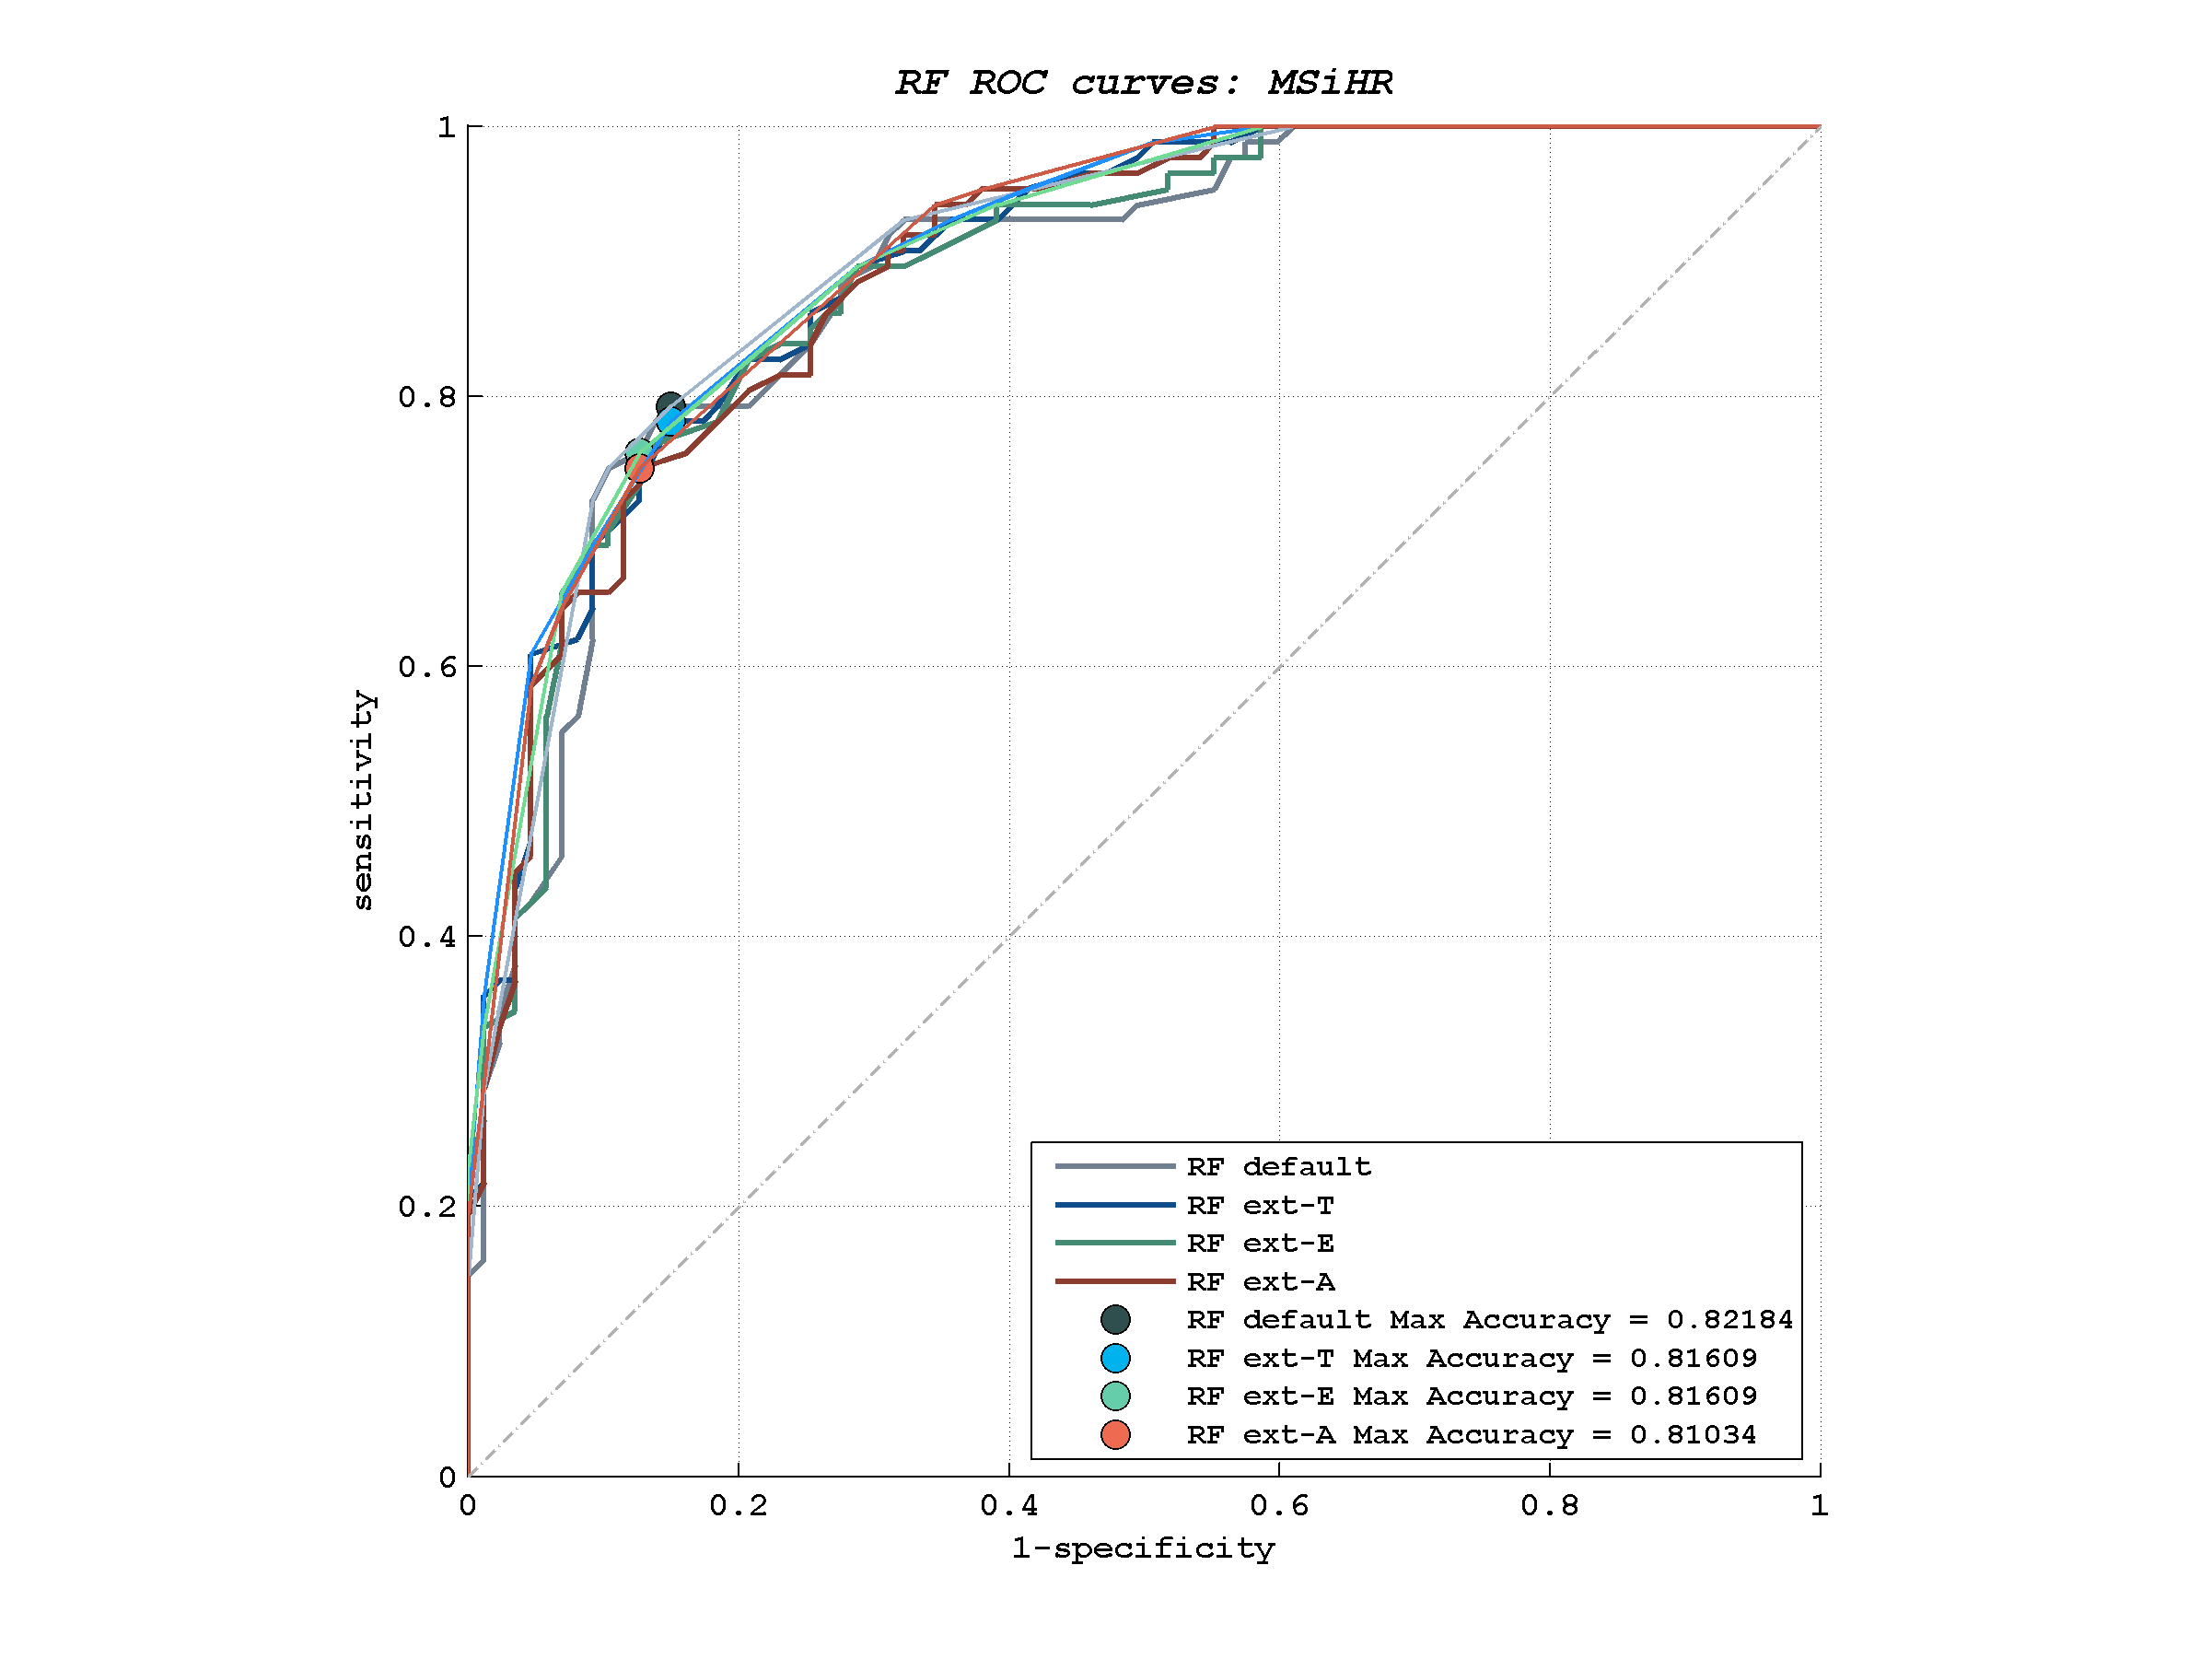 RF ROC curves: MSiHR
1
0.8
0.6
0.4
0.2
0
sensitivity
0
0.2
0.4
0.6
0.8
1
1-specificity
RF default
RF ext-T
RF ext-E
RF ext-A
RF default Max Accuracy = 0.82184
RF ext-T Max Accuracy = 0.81609
RF ext-E Max Accuracy = 0.81609
RF ext-A Max Accuracy = 0.81034